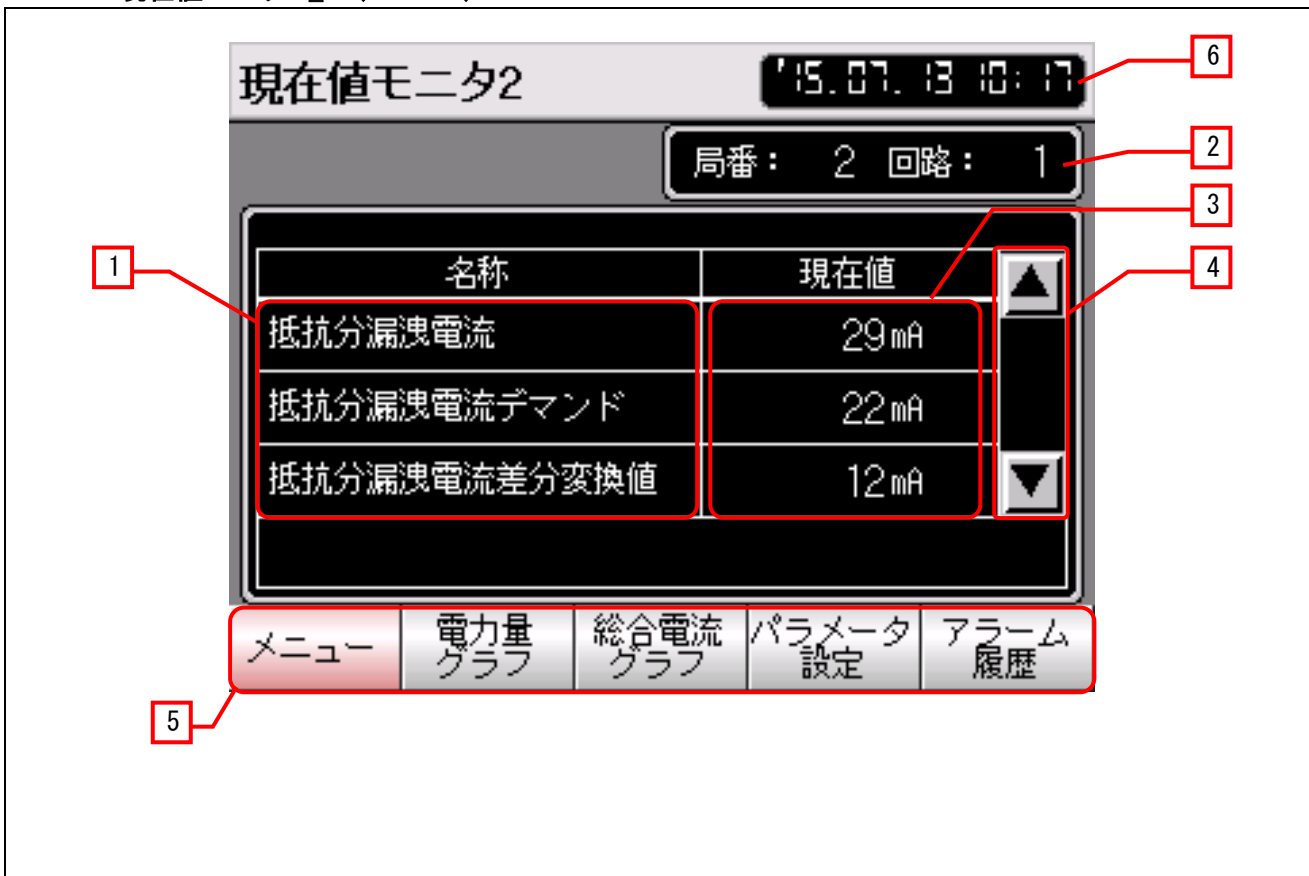 現在値モニタ2
'15.07.13 10:17
6
局番： 2 回路： 1
2
3
1
名称 現在値
4
抵抗分漏洩電流 29mA
抵抗分漏洩電流デマンド 22mA
抵抗分漏洩電流差分変換値 12mA
メニュー 電力量グラフ 総合電流グラフ パラメータ設定 アラーム履歴
5